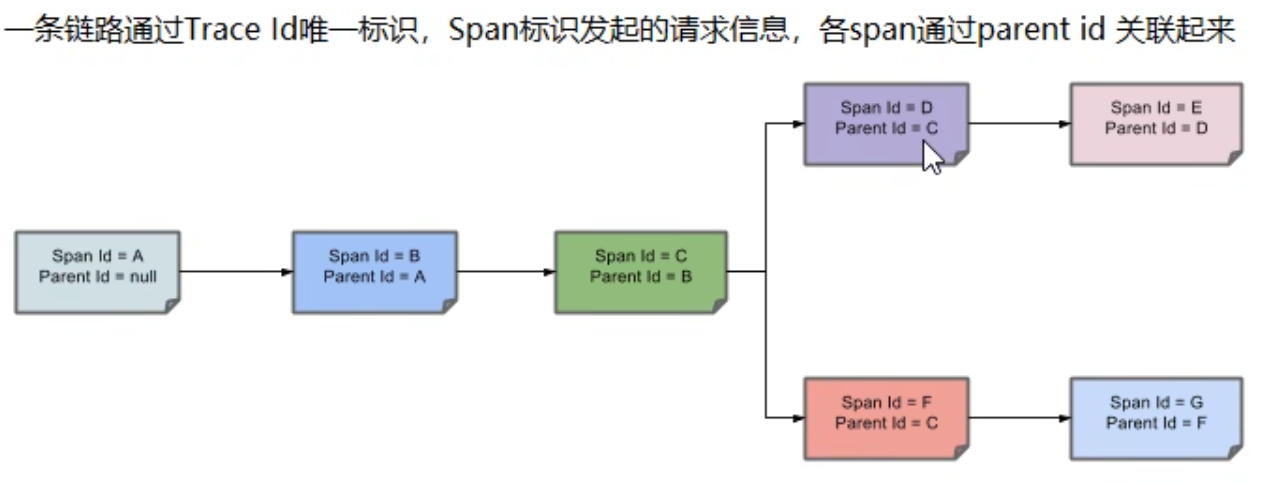 一条链路通过Trace Id唯一标识，Span标识发起的请求信息，各span通过parent id 关联起来
Span Id = A
Parent Id = null
Span Id = B
Parent Id = A
Span Id = C
Parent Id = B
Span Id = D
Parent Id = C
Span Id = E
Parent Id = D
Span Id = F
Parent Id = C
Span Id = G
Parent Id = F